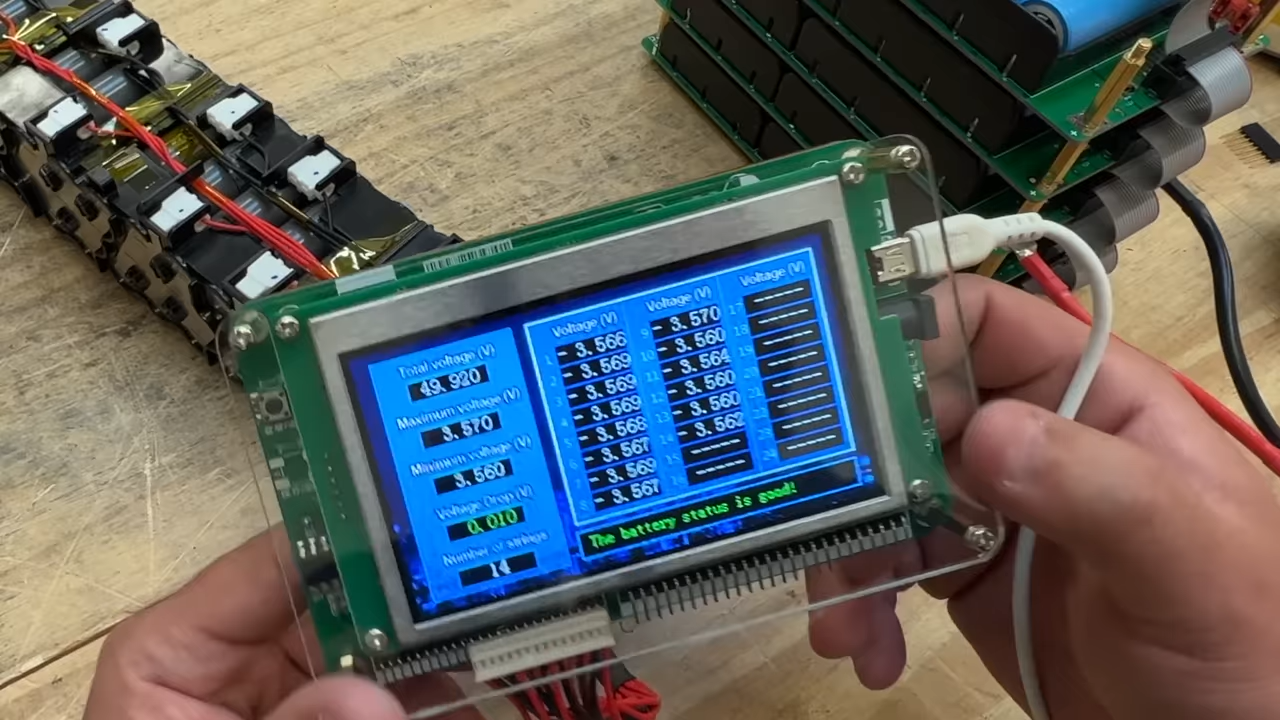 Total voltage (V)
49.920
Maximum voltage (V)
3.570
Minimum voltage (V)
3.560
Voltage Drop (V)
0.010
Number of strings
14
Voltage (V)
1 - 3.566
2 - 3.569
3 - 3.569
4 - 3.569
5 - 3.568
6 - 3.567
7 - 3.569
8 - 3.567
Voltage (V)
9 - 3.570
10 - 3.560
11 - 3.564
12 - 3.560
13 - 3.560
14 - 3.562
15 -----
16 -----
Voltage (V)
17 -----
18 -----
19 -----
20 -----
21 -----
22 -----
23 -----
24 -----
The battery status is good!